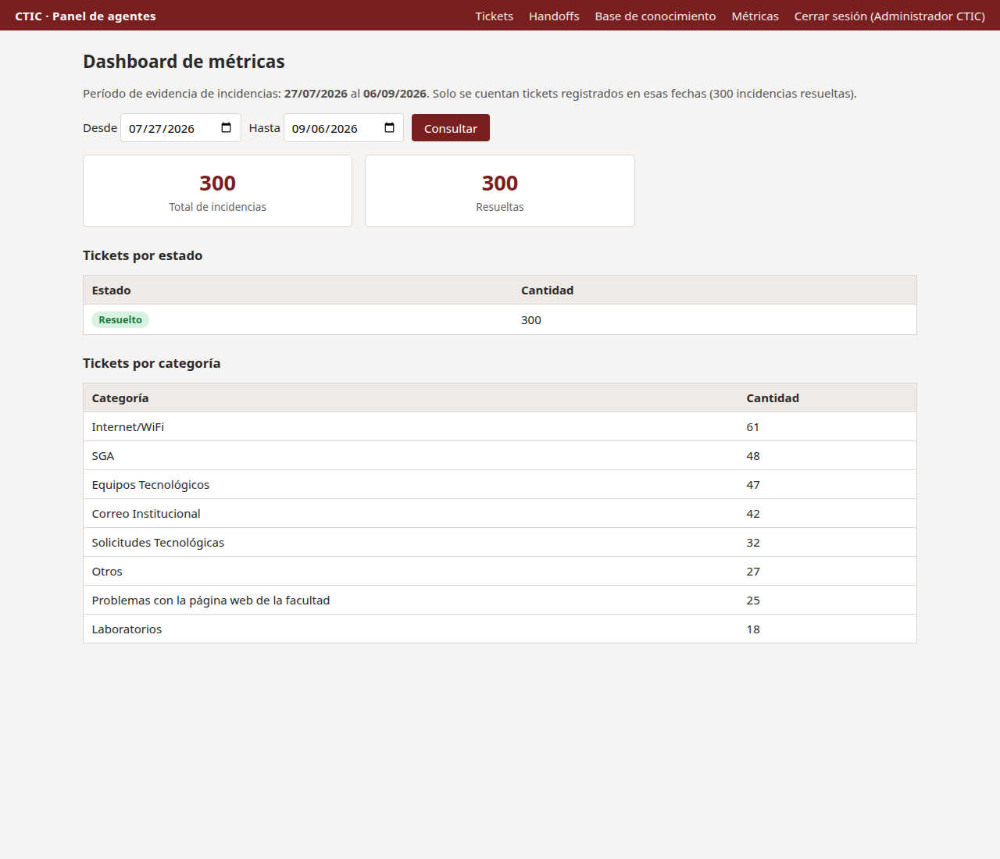 CTIC · Panel de agentes
Tickets Handoffs Base de conocimiento Métricas Cerrar sesión (Administrador CTIC)
Dashboard de métricas
Período de evidencia de incidencias: 27/07/2026 al 06/09/2026. Solo se cuentan tickets registrados en esas fechas (300 incidencias resueltas).
Desde 07/27/2026 Hasta 09/06/2026 Consultar
300 300
Total de incidencias Resueltas
Tickets por estado
Estado Cantidad
Resuelto 300
Tickets por categoría
Categoría Cantidad
Internet/WiFi 61
SGA 48
Equipos Tecnológicos 47
Correo Institucional 42
Solicitudes Tecnológicas 32
Otros 27
Problemas con la página web de la facultad 25
Laboratorios 18